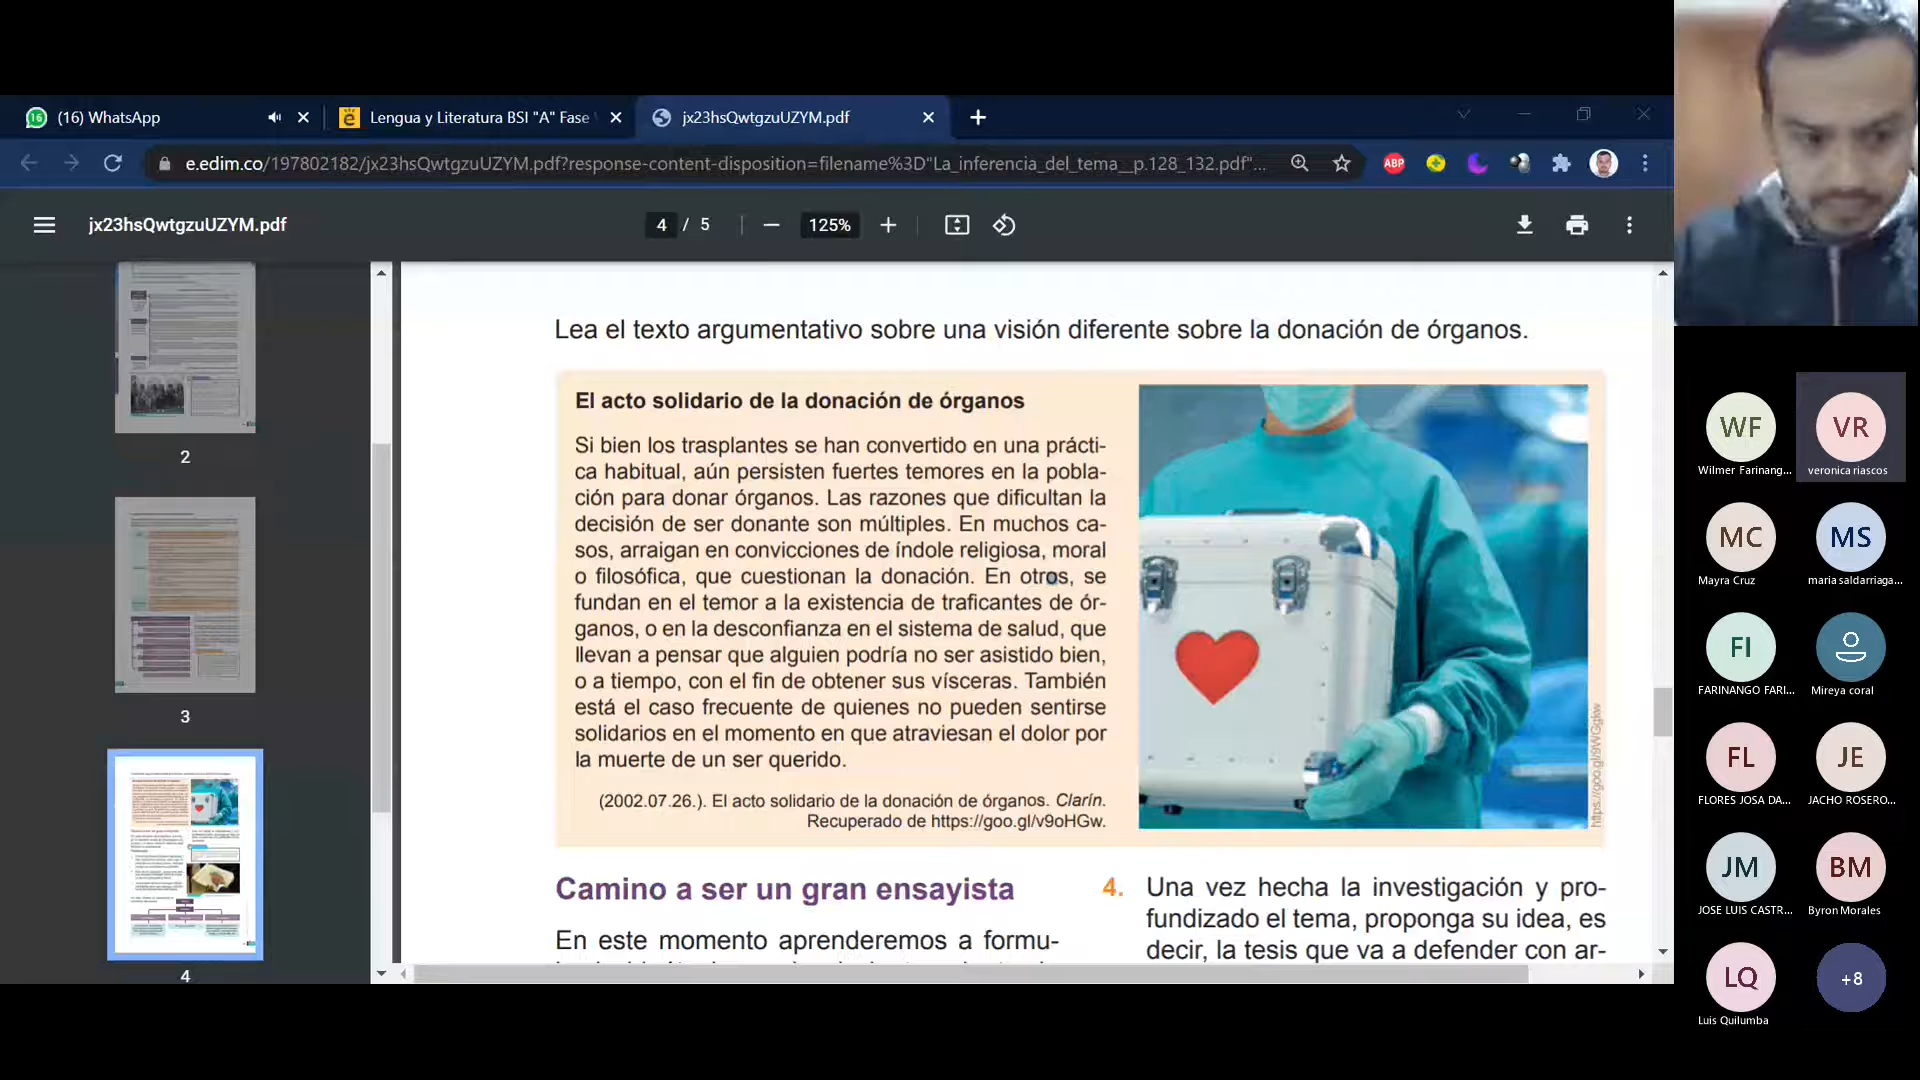 (16) WhatsApp
Lengua y Literatura BSI "A" Fase
jx23hsQwtgzuUZYM.pdf
e.edim.co/197802182/jx23hsQwtgzuUZYM.pdf?response-content-disposition=filename%3D"La_inferencia_del_tema__p.128_132.pdf"...
ABP
jx23hsQwtgzuUZYM.pdf
4 / 5
125%
2
3
4
Lea el texto argumentativo sobre una visión diferente sobre la donación de órganos.
El acto solidario de la donación de órganos
Si bien los trasplantes se han convertido en una prácti-
ca habitual, aún persisten fuertes temores en la pobla-
ción para donar órganos. Las razones que dificultan la
decisión de ser donante son múltiples. En muchos ca-
sos, arraigan en convicciones de índole religiosa, moral
o filosófica, que cuestionan la donación. En otros, se
fundan en el temor a la existencia de traficantes de ór-
ganos, o en la desconfianza en el sistema de salud, que
llevan a pensar que alguien podría no ser asistido bien,
o a tiempo, con el fin de obtener sus vísceras. También
está el caso frecuente de quienes no pueden sentirse
solidarios en el momento en que atraviesan el dolor por
la muerte de un ser querido.
(2002.07.26.). El acto solidario de la donación de órganos. Clarín.
Recuperado de https://goo.gl/v9oHGw.
Camino a ser un gran ensayista
En este momento aprenderemos a formu-
4. Una vez hecha la investigación y pro-
fundizado el tema, proponga su idea, es
decir, la tesis que va a defender con ar-
WF
Wilmer Farinang...
VR
veronica riascos
MC
Mayra Cruz
MS
maria saldarriaga...
FI
FARINANGO FARI...
Mireya coral
FL
FLORES JOSA DA...
JE
JACHO ROSERO...
JM
JOSE LUIS CASTR...
BM
Byron Morales
LQ
Luis Quilumba
+8